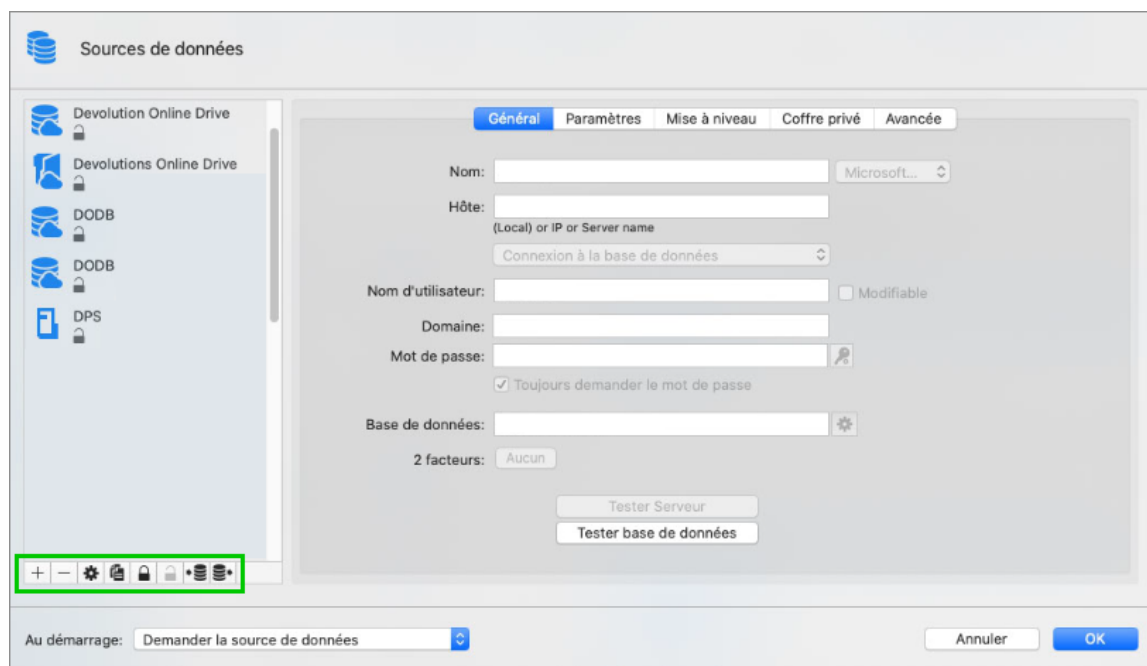 Sources de données
Devolution Online Drive
Devolutions Online Drive
DODB
DODB
DPS
Général Paramètres Mise à niveau Coffre privé Avancée
Nom: Microsoft...
Hôte:
(Local) or IP or Server name
Connexion à la base de données
Nom d'utilisateur: Modifiable
Domaine:
Mot de passe:
Toujours demander le mot de passe
Base de données:
2 facteurs: Aucun
Tester Serveur
Tester base de données
Au démarrage: Demander la source de données Annuler OK